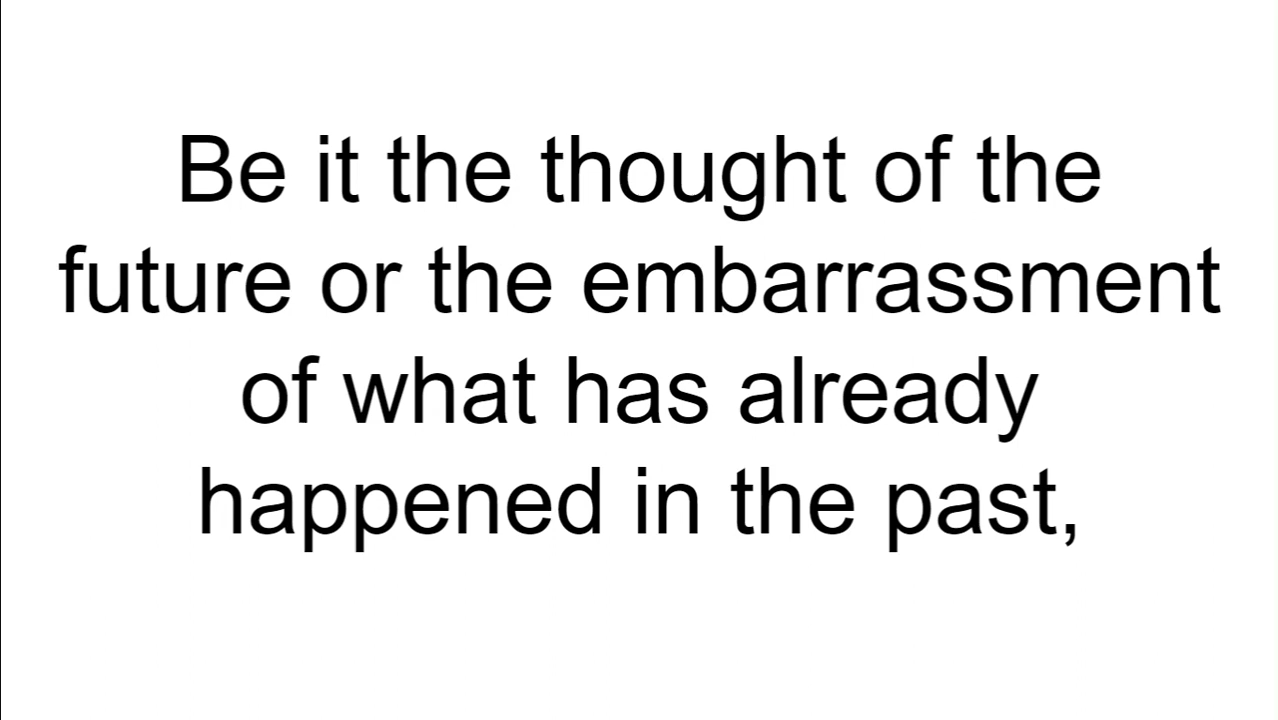 Be it the thought of the
future or the embarrassment
of what has already
happened in the past,